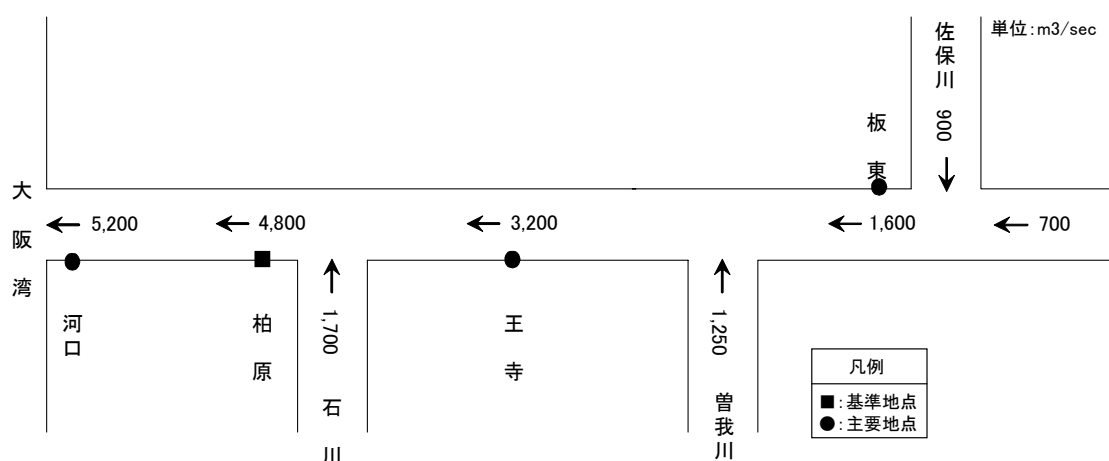 単位:m3/sec
佐保川 900
板東
大阪湾
5,200
4,800
3,200
1,600
700
河口
柏原
1,700 石川
王寺
1,250 曽我川
凡例
■:基準地点
●:主要地点